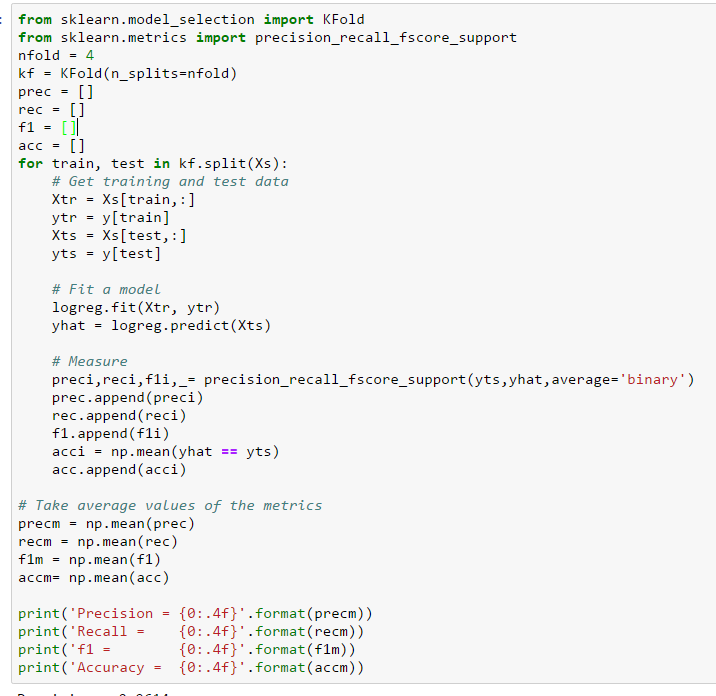 from sklearn.model_selection import KFold
from sklearn.metrics import precision_recall_fscore_support
nfold = 4
kf = KFold(n_splits=nfold)
prec = []
rec = []
f1 = []
acc = []
for train, test in kf.split(Xs):
    # Get training and test data
    Xtr = Xs[train,:]
    ytr = y[train]
    Xts = Xs[test,:]
    yts = y[test]

    # Fit a model
    logreg.fit(Xtr, ytr)
    yhat = logreg.predict(Xts)

    # Measure
    preci,reci,f1i,_= precision_recall_fscore_support(yts,yhat,average='binary')
    prec.append(preci)
    rec.append(reci)
    f1.append(f1i)
    acci = np.mean(yhat == yts)
    acc.append(acci)

# Take average values of the metrics
precm = np.mean(prec)
recm = np.mean(rec)
f1m = np.mean(f1)
accm= np.mean(acc)

print('Precision = {0:.4f}'.format(precm))
print('Recall =    {0:.4f}'.format(recm))
print('f1 =        {0:.4f}'.format(f1m))
print('Accuracy =  {0:.4f}'.format(accm))